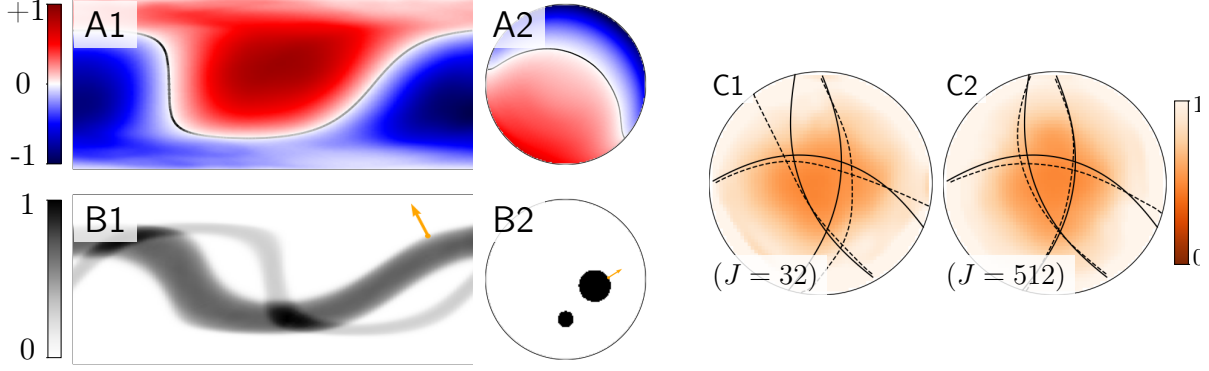 +1
0
-1
A1
A2
1
0
B1
B2
C1
(J = 32)
C2
(J = 512)
1
0